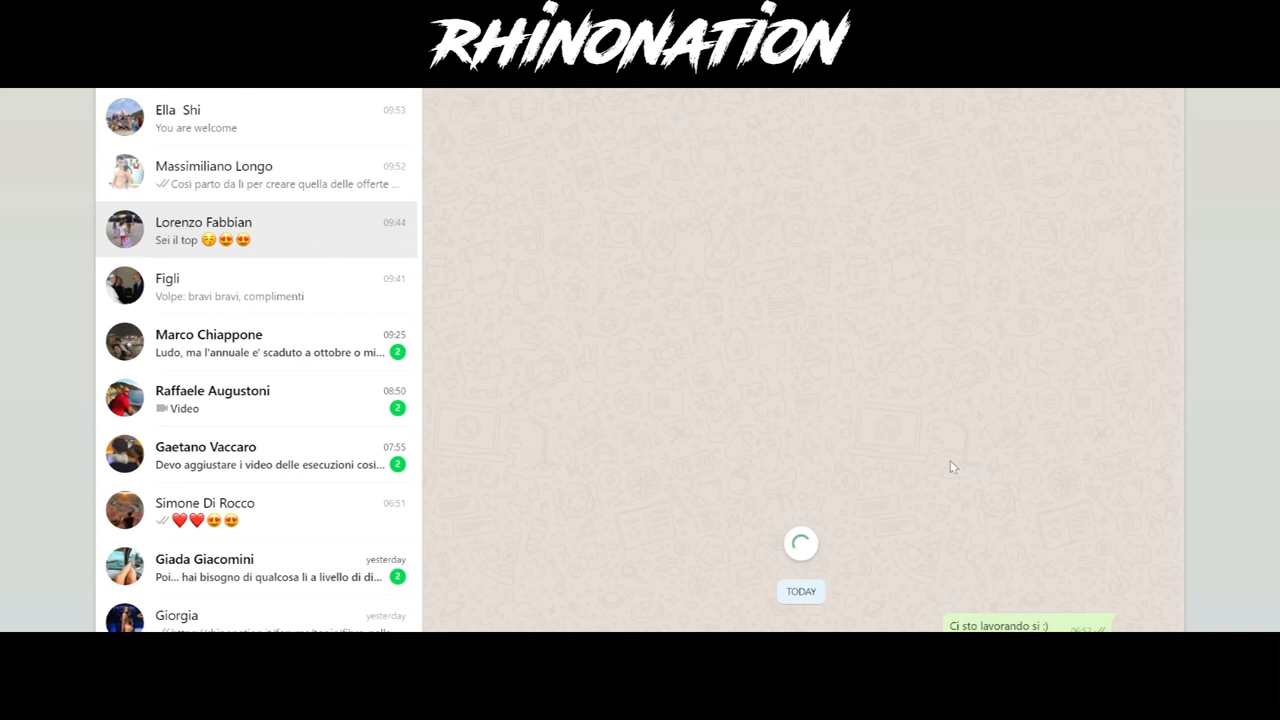 RHINONATION
Ella Shi 09:53
You are welcome
Massimiliano Longo 09:52
Così parto da lì per creare quella delle offerte ...
Lorenzo Fabbian 09:44
Sei il top 😚😍😍
Figli 09:41
Volpe: bravi bravi, complimenti
Marco Chiappone 09:25
Ludo, ma l'annuale e' scaduto a ottobre o mi... 2
Raffaele Augustoni 08:50
Video 2
Gaetano Vaccaro 07:55
Devo aggiustare i video delle esecuzioni così... 2
Simone Di Rocco 06:51
❤️❤️😍😍
Giada Giacomini yesterday
Poi... hai bisogno di qualcosa li a livello di di... 2
Giorgia yesterday
TODAY
Ci sto lavorando si :) 06:52